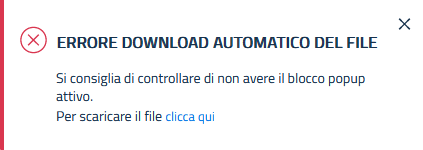 ERRORE DOWNLOAD AUTOMATICO DEL FILE
Si consiglia di controllare di non avere il blocco popup
attivo.
Per scaricare il file clicca qui